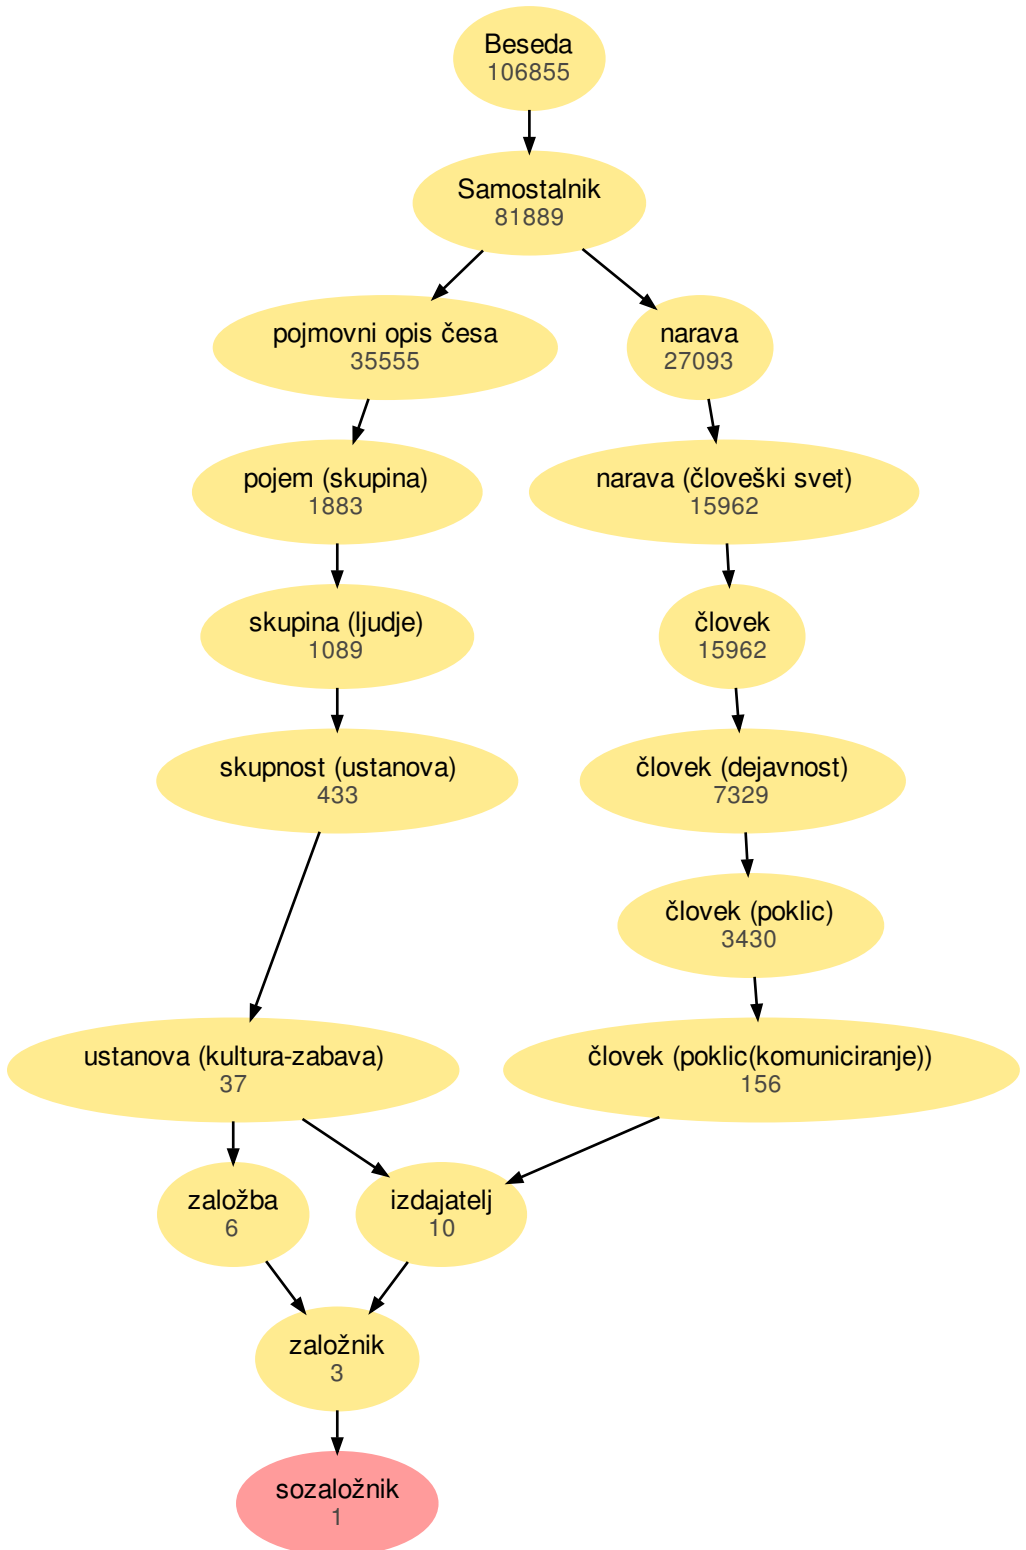 Beseda
106855
Samostalnik
81889
pojmovni opis česa
35555
narava
27093
pojem (skupina)
1883
narava (človeški svet)
15962
skupina (ljudje)
1089
človek
15962
skupnost (ustanova)
433
človek (dejavnost)
7329
človek (poklic)
3430
ustanova (kultura-zabava)
37
človek (poklic(komuniciranje))
156
založba
6
izdajatelj
10
založnik
3
sozaložnik
1